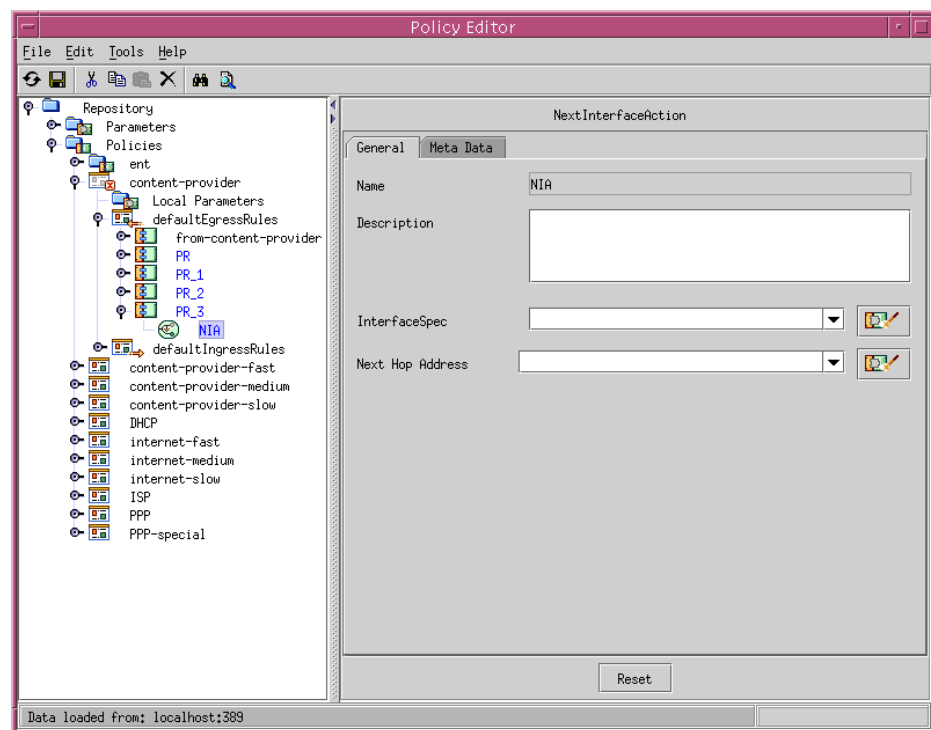 Policy Editor
File Edit Tools Help
Repository
Parameters
Policies
ent
content-provider
Local Parameters
defaultEgressRules
from-content-provider
PR
PR_1
PR_2
PR_3
NIA
defaultIngressRules
content-provider-fast
content-provider-medium
content-provider-slow
DHCP
internet-fast
internet-medium
internet-slow
ISP
PPP
PPP-special
NextInterfaceAction
General Meta Data
Name NIA
Description
InterfaceSpec
Next Hop Address
Reset
Data loaded from: localhost:389